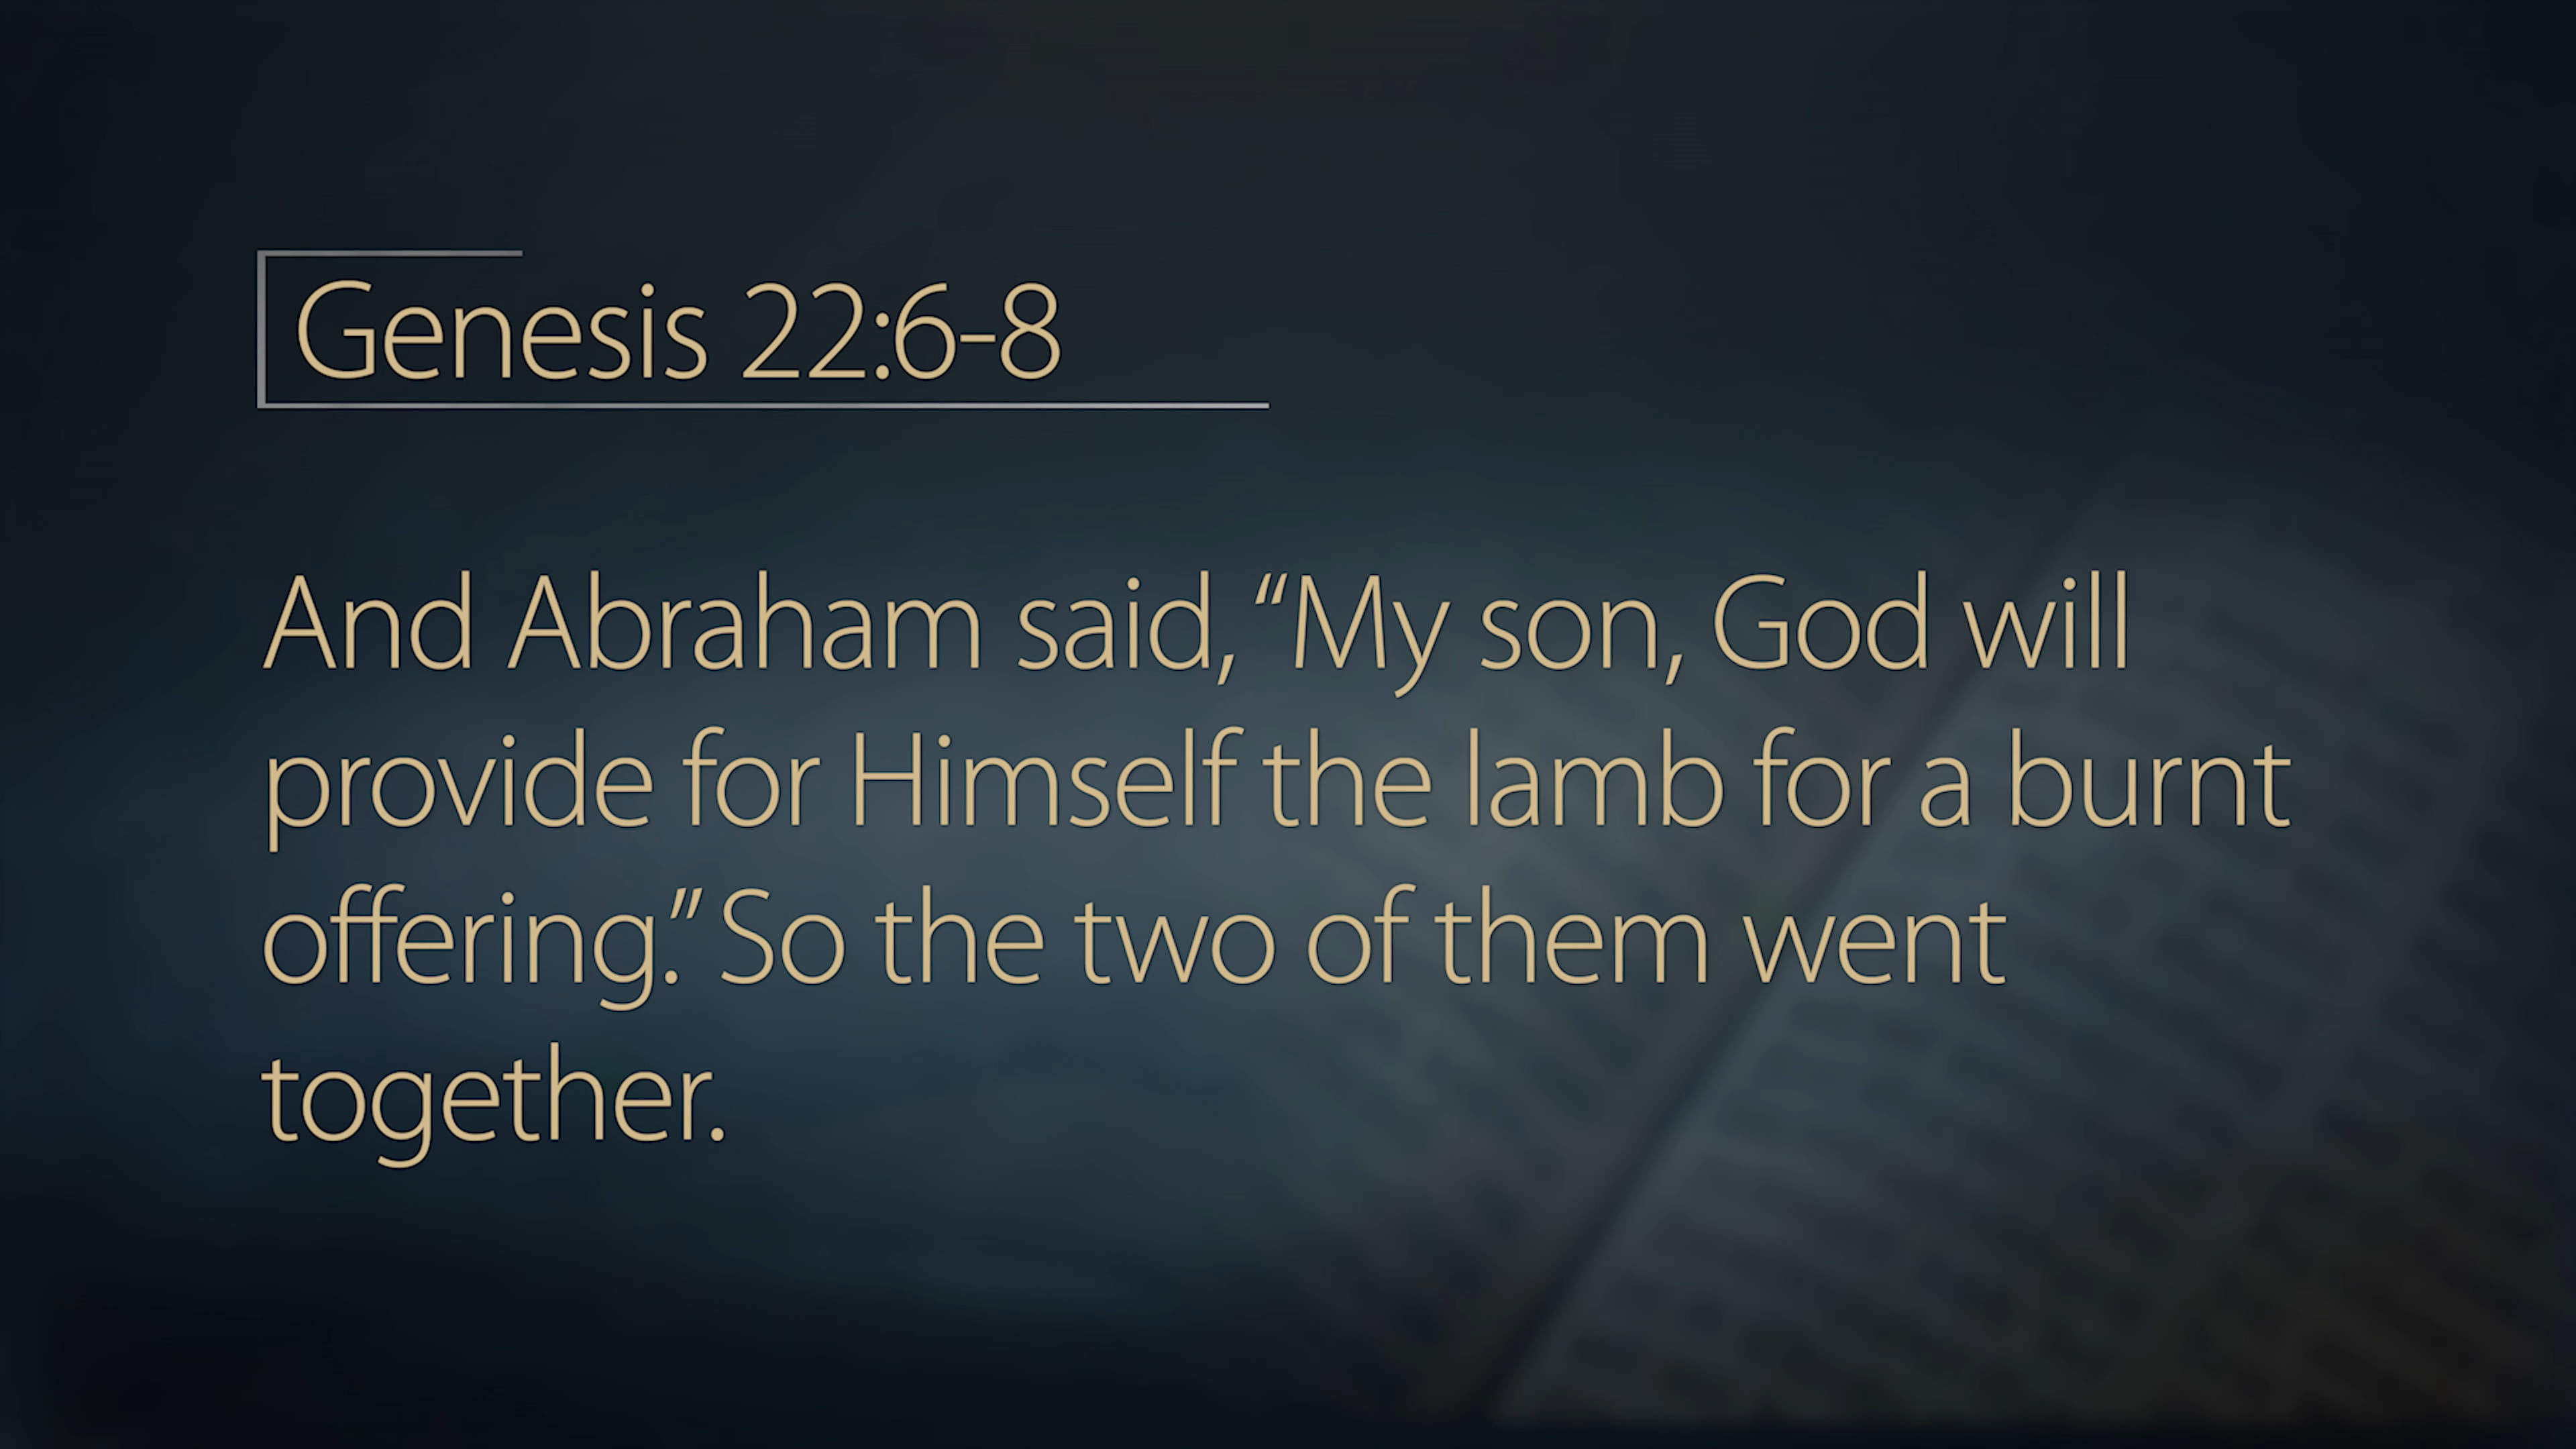 Genesis 22:6-8
And Abraham said, “My son, God will
provide for Himself the lamb for a burnt
offering.” So the two of them went
together.